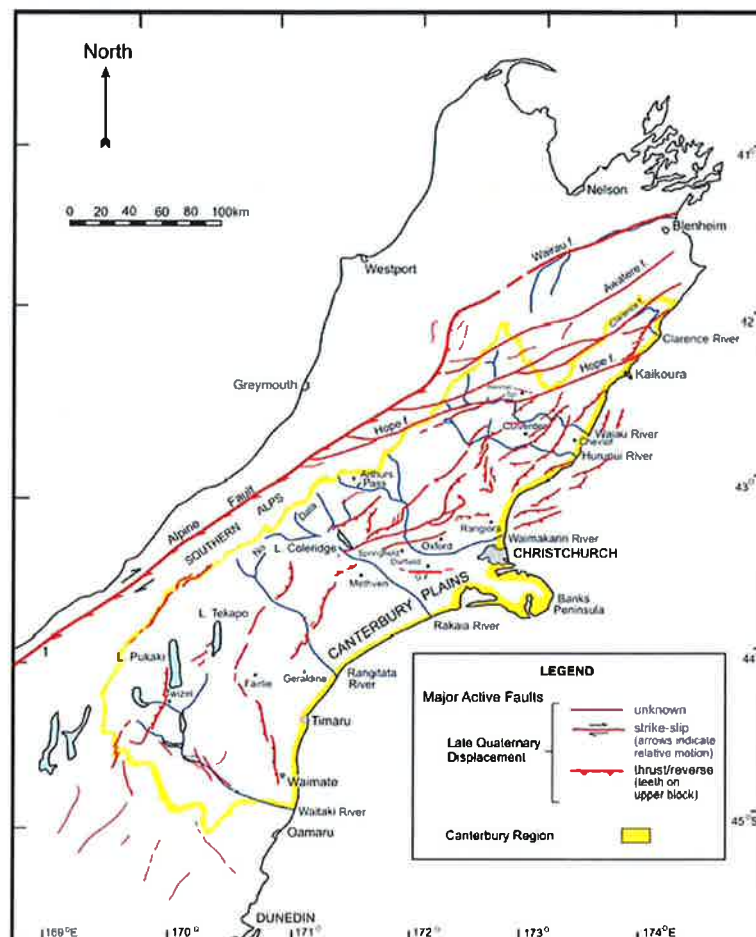 North
0 20 40 60 80 100km
41°
42°
43°
44°
45°S
Nelson
Blenheim
Westport
Wairau f.
Awatere f.
Clarence f.
Clarence River
Hope f.
Kaikoura
Greymouth
Hope f.
Culverden
Cheviot
Waiau River
Hurunui River
Arthurs
Pass
Alpine Fault
SOUTHERN ALPS
No Data
L. Coleridge
Springfield
Oxford
Rangiora
Waimakariri River
CHRISTCHURCH
Darfield
Methven
CANTERBURY PLAINS
Banks
Peninsula
Rakaia River
L. Tekapo
L. Pukaki
Fairlie
Geraldine
Rangitata
River
Timaru
Waimate
Waitaki River
Oamaru
DUNEDIN
LEGEND
Major Active Faults
Late Quaternary
Displacement
unknown
strike-slip
(arrows indicate
relative motion)
thrust/reverse
(teeth on
upper block)
Canterbury Region
169°E
170°
171°
172°
173°
174°E